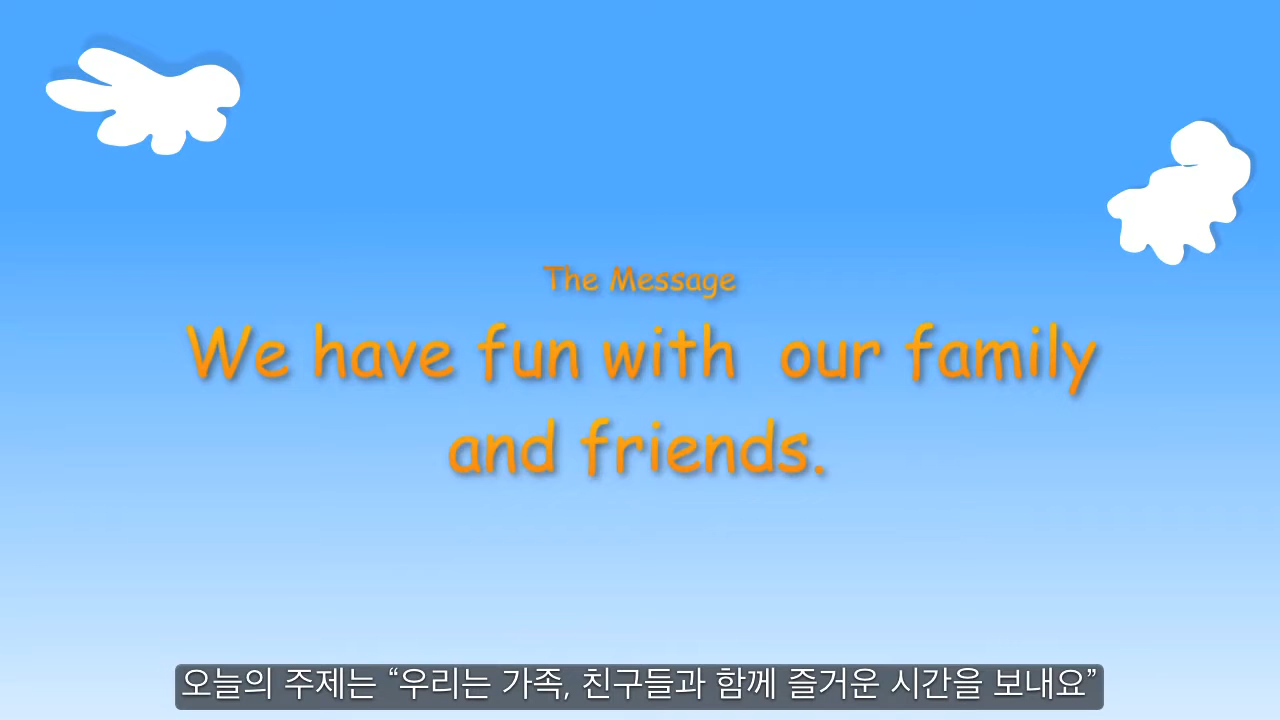 The Message
We have fun with  our family
and friends.
오늘의 주제는 “우리는 가족, 친구들과 함께 즐거운 시간을 보내요”